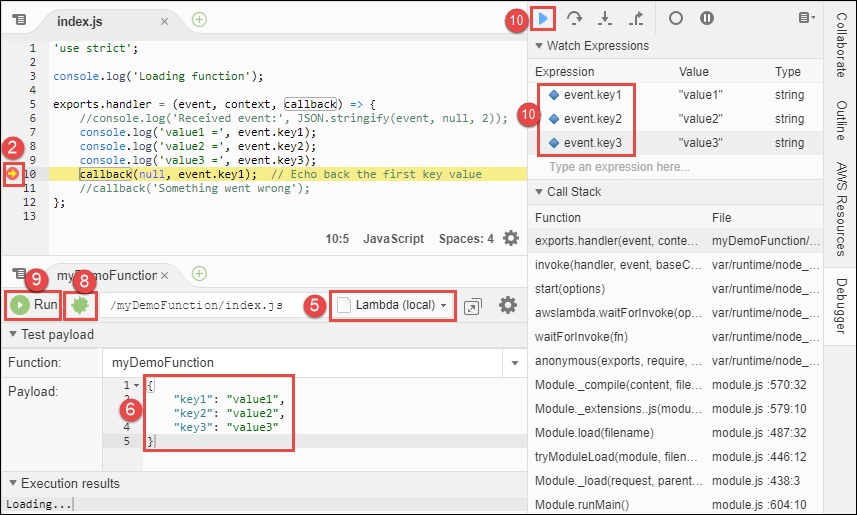 index.js
1 'use strict';
2
3 console.log('Loading function');
4
5 exports.handler = (event, context, callback) => {
6 //console.log('Received event:', JSON.stringify(event, null, 2));
7 console.log('value1 =', event.key1);
8 console.log('value2 =', event.key2);
9 console.log('value3 =', event.key3);
2
10 callback(null, event.key1); // Echo back the first key value
11 //callback('Something went wrong');
12 };
13
10:5 JavaScript Spaces: 4
myDemoFunction
9 8
Run /myDemoFunction/index.js 5 Lambda (local)
Test payload
Function: myDemoFunction
Payload:
1 {
"key1": "value1",
"key2": "value2",
6
4 "key3": "value3"
5 }
Execution results
Loading...
10
Watch Expressions
Expression Value Type
10
event.key1 "value1" string
event.key2 "value2" string
event.key3 "value3" string
Type an expression here...
Call Stack
Function File
exports.handler(event, conte... myDemoFunction/...
invoke(handler, event, baseC... var/runtime/node_...
start(options) var/runtime/node_...
awslambda.waitForInvoke(op... var/runtime/node_...
waitForInvoke(fn) var/runtime/node_...
anonymous(exports, require, ... var/runtime/node_...
Module._compile(content, file... module.js :570:32
Module._extensions..js(modu... module.js :579:10
Module.load(filename) module.js :487:32
tryModuleLoad(module, filen... module.js :446:12
Module._load(request, parent... module.js :438:3
Module.runMain() module.js :604:10
Collaborate
Outline
AWS Resources
Debugger